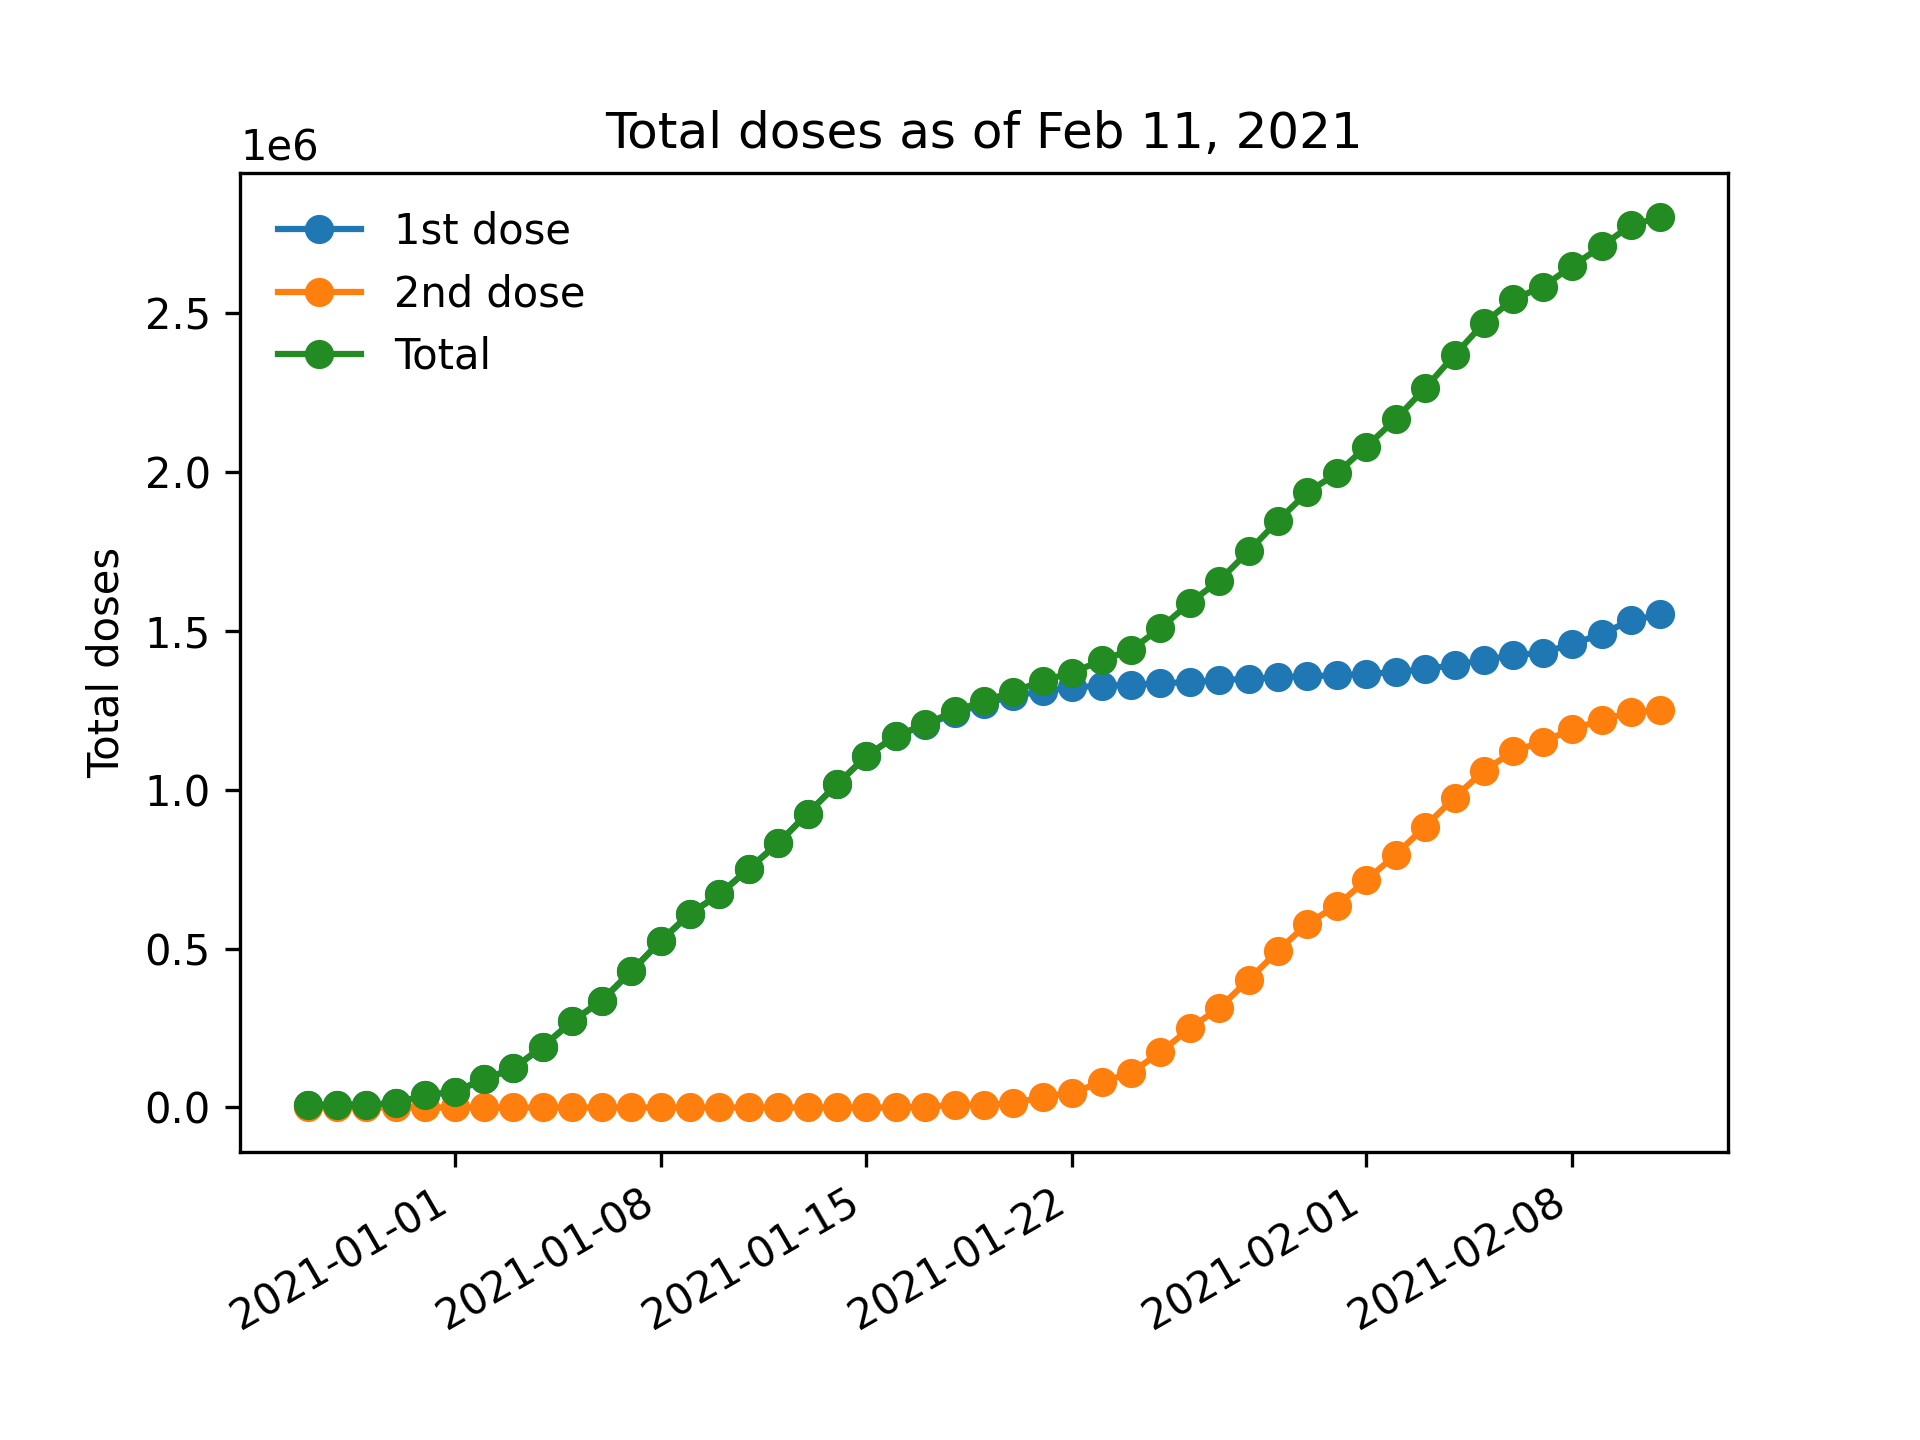 Total doses as of Feb 11, 2021
1e6
1st dose
2nd dose
Total
2.5
2.0
1.5
1.0
0.5
0.0
Total doses
2021-01-01
2021-01-08
2021-01-15
2021-01-22
2021-02-01
2021-02-08